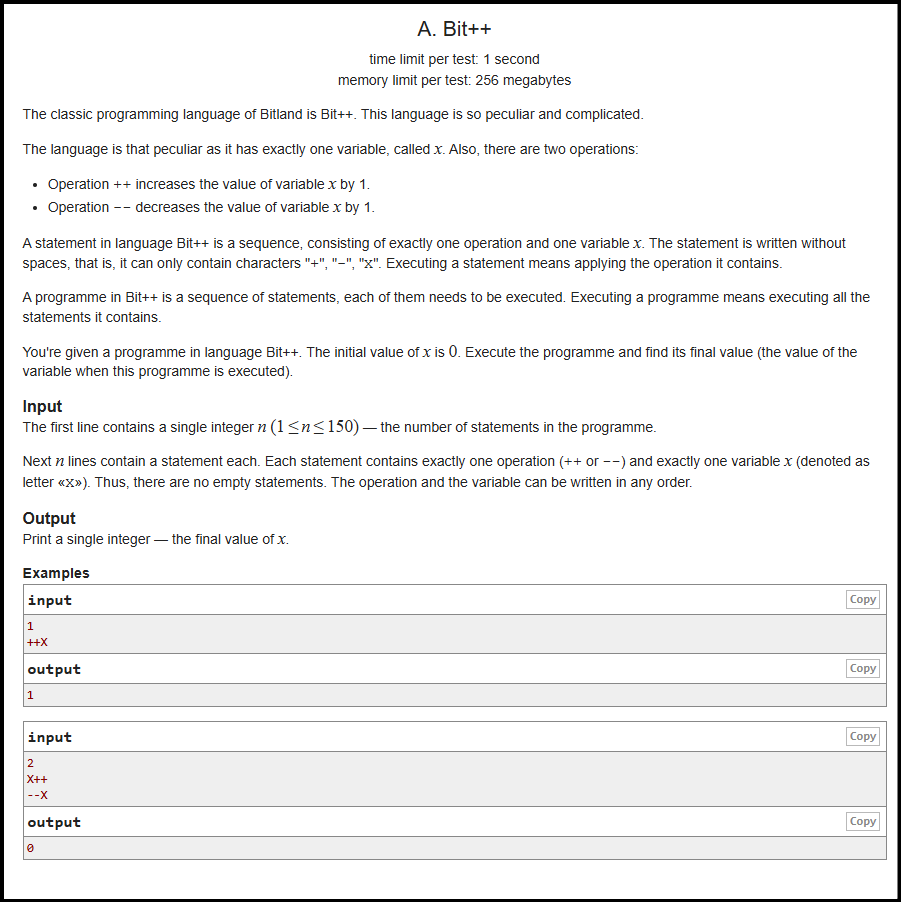 A. Bit++
time limit per test: 1 second
memory limit per test: 256 megabytes
The classic programming language of Bitland is Bit++. This language is so peculiar and complicated.
The language is that peculiar as it has exactly one variable, called x. Also, there are two operations:
• Operation ++ increases the value of variable x by 1.
• Operation -- decreases the value of variable x by 1.
A statement in language Bit++ is a sequence, consisting of exactly one operation and one variable x. The statement is written without
spaces, that is, it can only contain characters "+", "-", "X". Executing a statement means applying the operation it contains.
A programme in Bit++ is a sequence of statements, each of them needs to be executed. Executing a programme means executing all the
statements it contains.
You're given a programme in language Bit++. The initial value of x is 0. Execute the programme and find its final value (the value of the
variable when this programme is executed).
Input
The first line contains a single integer n (1≤n≤150) — the number of statements in the programme.
Next n lines contain a statement each. Each statement contains exactly one operation (++ or --) and exactly one variable x (denoted as
letter «X»). Thus, there are no empty statements. The operation and the variable can be written in any order.
Output
Print a single integer — the final value of x.
Examples
input Copy
1
++X
output Copy
1
input Copy
2
X++
--X
output Copy
0